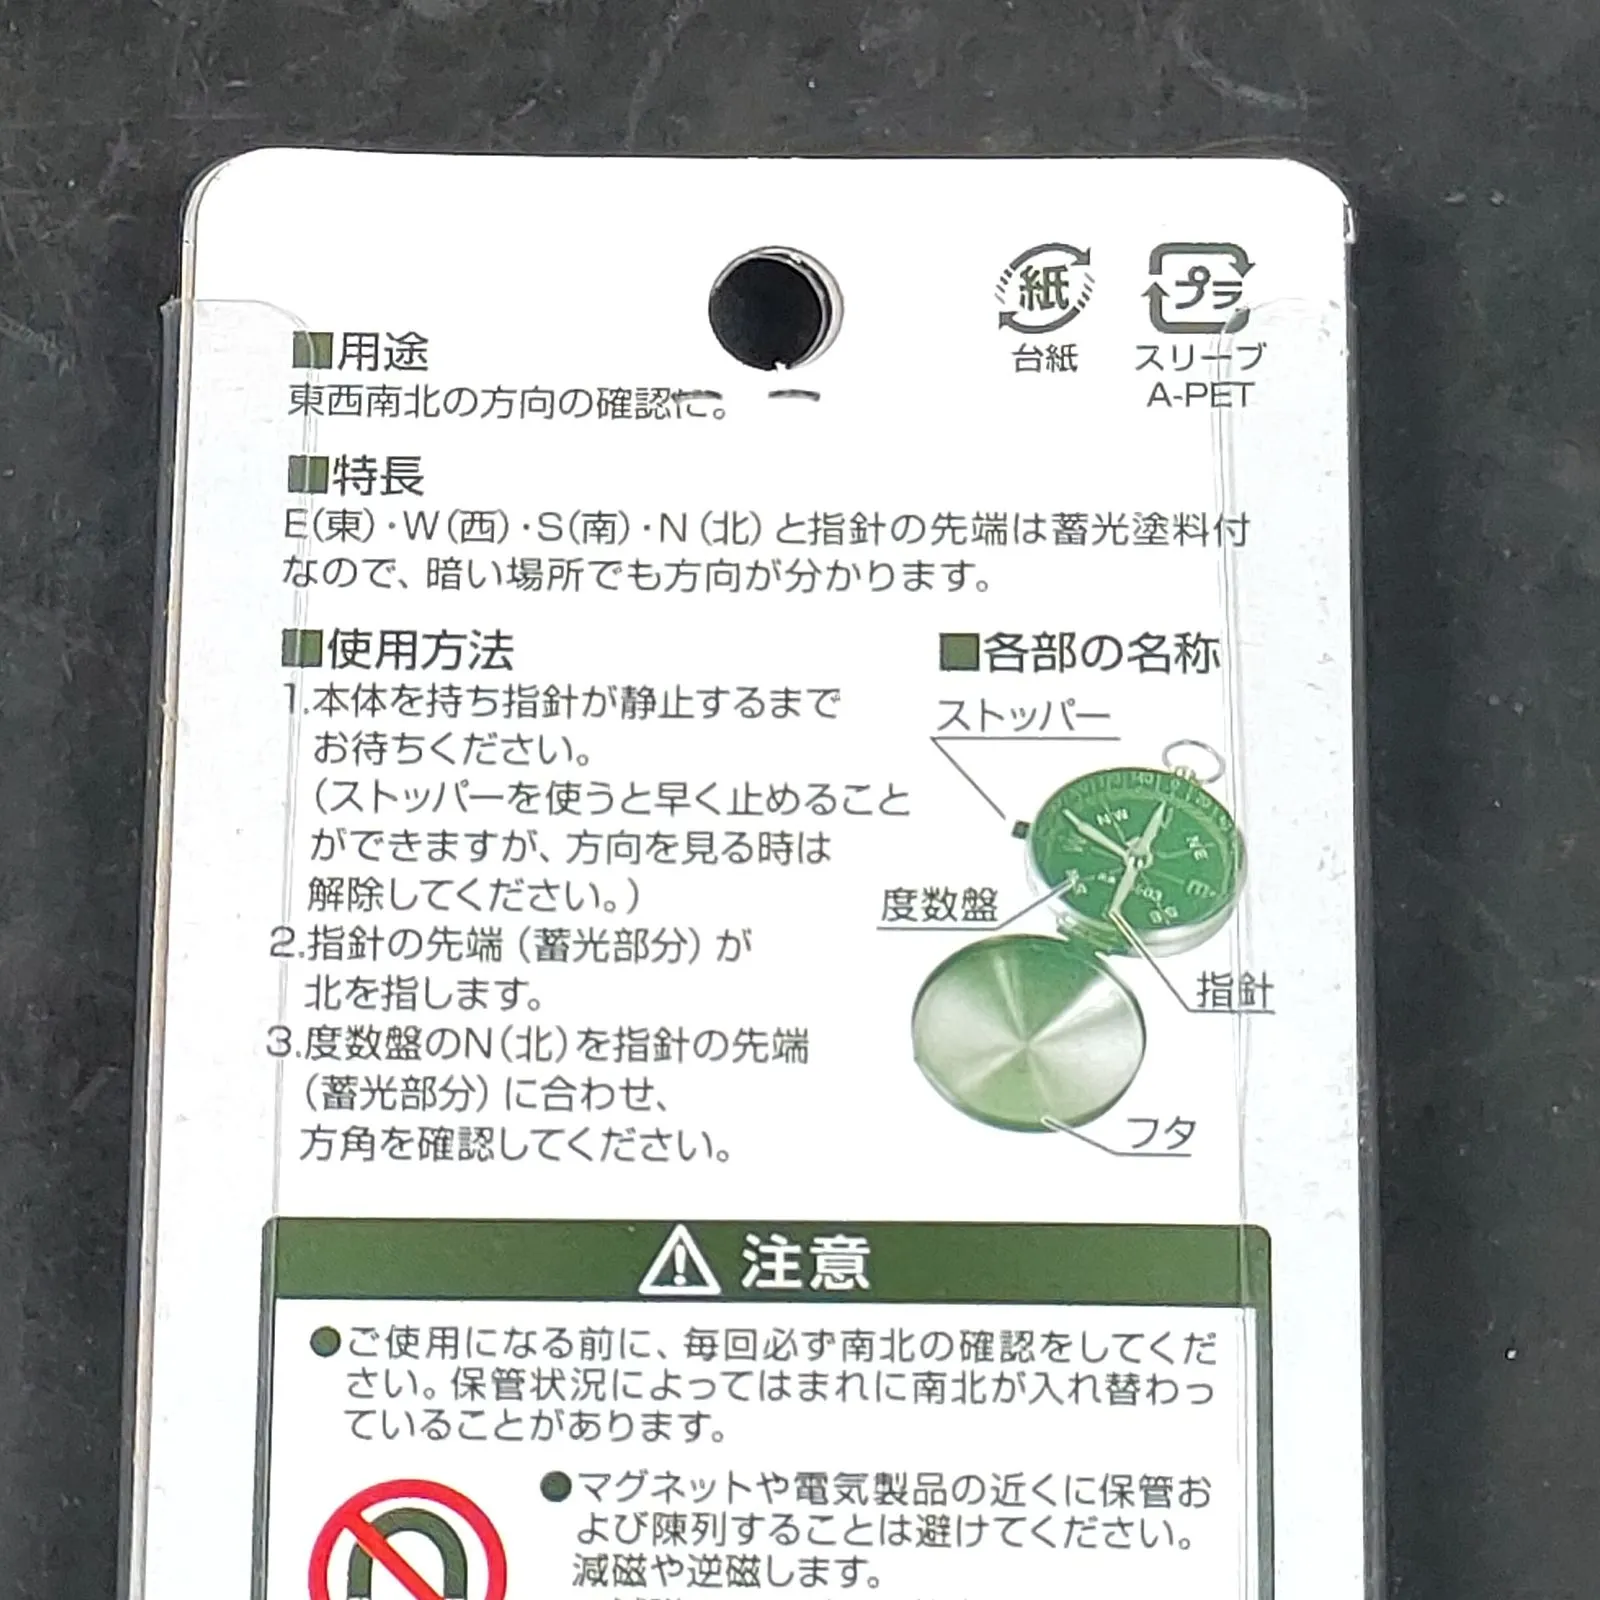 紙
プラ
台紙
スリーブ
A-PET
■用途
東西南北の方向の確認に。
■特長
E(東)・W(西)・S(南)・N(北)と指針の先端は蓄光塗料付
なので、暗い場所でも方向が分かります。
■使用方法
1.本体を持ち指針が静止するまで
お待ちください。
(ストッパーを使うと早く止めること
ができますが、方向を見る時は
解除してください。)
2.指針の先端(蓄光部分)が
北を指します。
3.度数盤のN(北)を指針の先端
(蓄光部分)に合わせ、
方角を確認してください。
■各部の名称
ストッパー
度数盤
指針
フタ
NW
NE
E
SE
注意
●ご使用になる前に、毎回必ず南北の確認をしてくだ
さい。保管状況によってはまれに南北が入れ替わっ
ていることがあります。
●マグネットや電気製品の近くに保管お
よび陳列することは避けてください。
減磁や逆磁します。